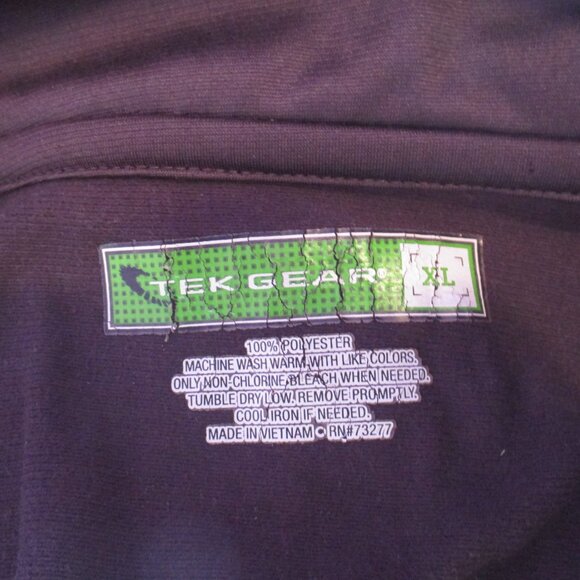 TEK GEAR® XL
100% POLYESTER
MACHINE WASH WARM WITH LIKE COLORS.
ONLY NON-CHLORINE BLEACH WHEN NEEDED.
TUMBLE DRY LOW. REMOVE PROMPTLY.
COOL IRON IF NEEDED.
MADE IN VIETNAM • RN#73277